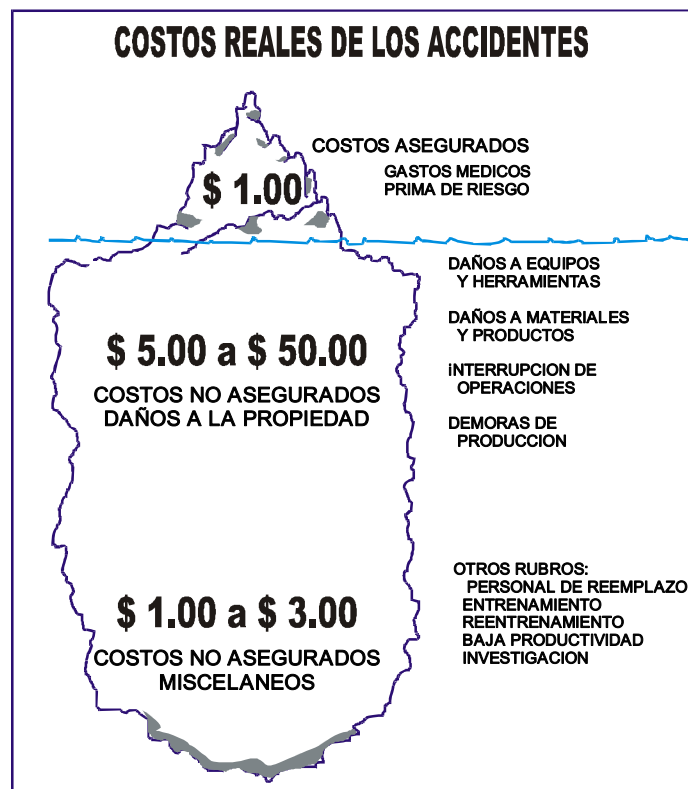 COSTOS REALES DE LOS ACCIDENTES
COSTOS ASEGURADOS
GASTOS MEDICOS
PRIMA DE RIESGO
$ 1.00
DAÑOS A EQUIPOS
Y HERRAMIENTAS
DAÑOS A MATERIALES
Y PRODUCTOS
$ 5.00 a $ 50.00
COSTOS NO ASEGURADOS
DAÑOS A LA PROPIEDAD
iNTERRUPCION DE
OPERACIONES
DEMORAS DE
PRODUCCION
$ 1.00 a $ 3.00
COSTOS NO ASEGURADOS
MISCELANEOS
OTROS RUBROS:
PERSONAL DE REEMPLAZO
ENTRENAMIENTO
REENTRENAMIENTO
BAJA PRODUCTIVIDAD
INVESTIGACION